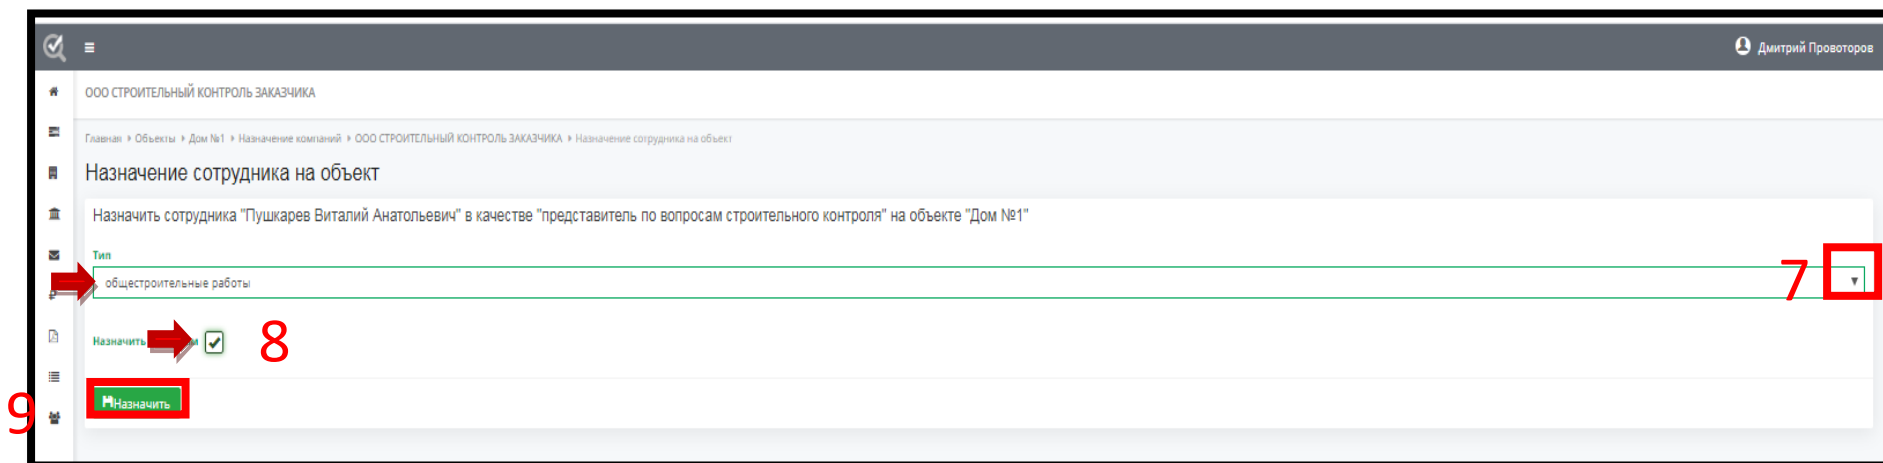 Дмитрий Провоторов
ООО СТРОИТЕЛЬНЫЙ КОНТРОЛЬ ЗАКАЗЧИКА
Главная Объекты Дом №1 Назначение компаний ООО СТРОИТЕЛЬНЫЙ КОНТРОЛЬ ЗАКАЗЧИКА Назначение сотрудника на объект
Назначение сотрудника на объект
Назначить сотрудника "Пушкарев Виталий Анатольевич" в качестве "представитель по вопросам строительного контроля" на объекте "Дом №1"
Тип
7
общестроительные работы
Назначить
8
Назначить
9